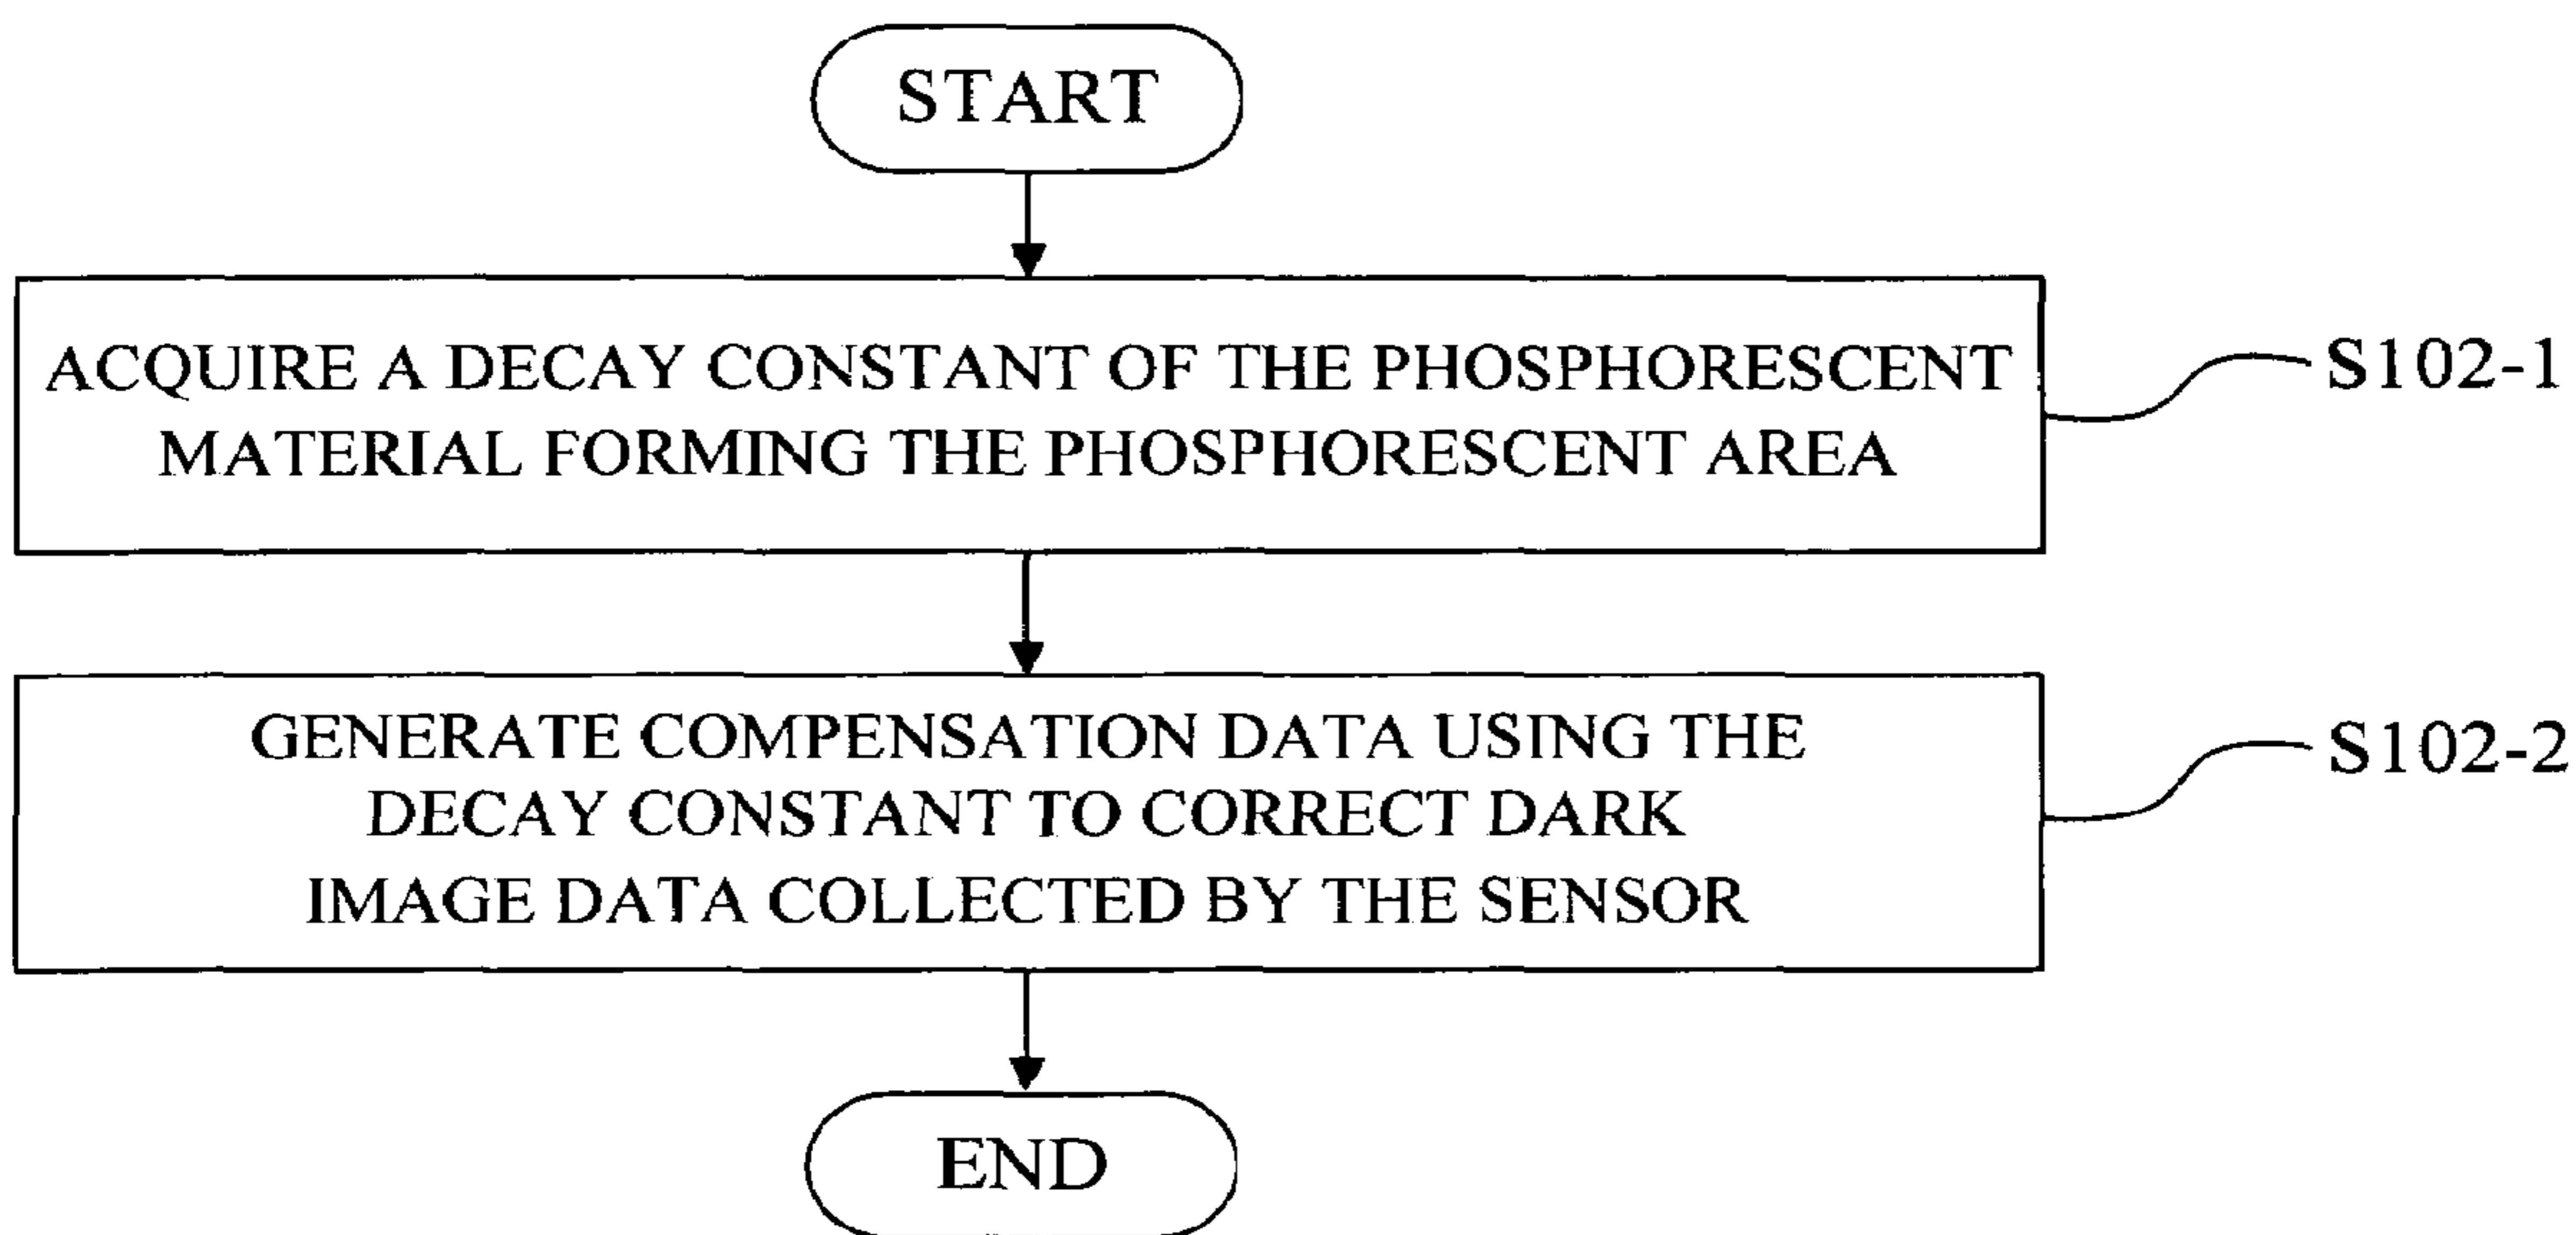 START
ACQUIRE A DECAY CONSTANT OF THE PHOSPHORESCENT
MATERIAL FORMING THE PHOSPHORESCENT AREA
S102-1
GENERATE COMPENSATION DATA USING THE
DECAY CONSTANT TO CORRECT DARK
IMAGE DATA COLLECTED BY THE SENSOR
S102-2
END